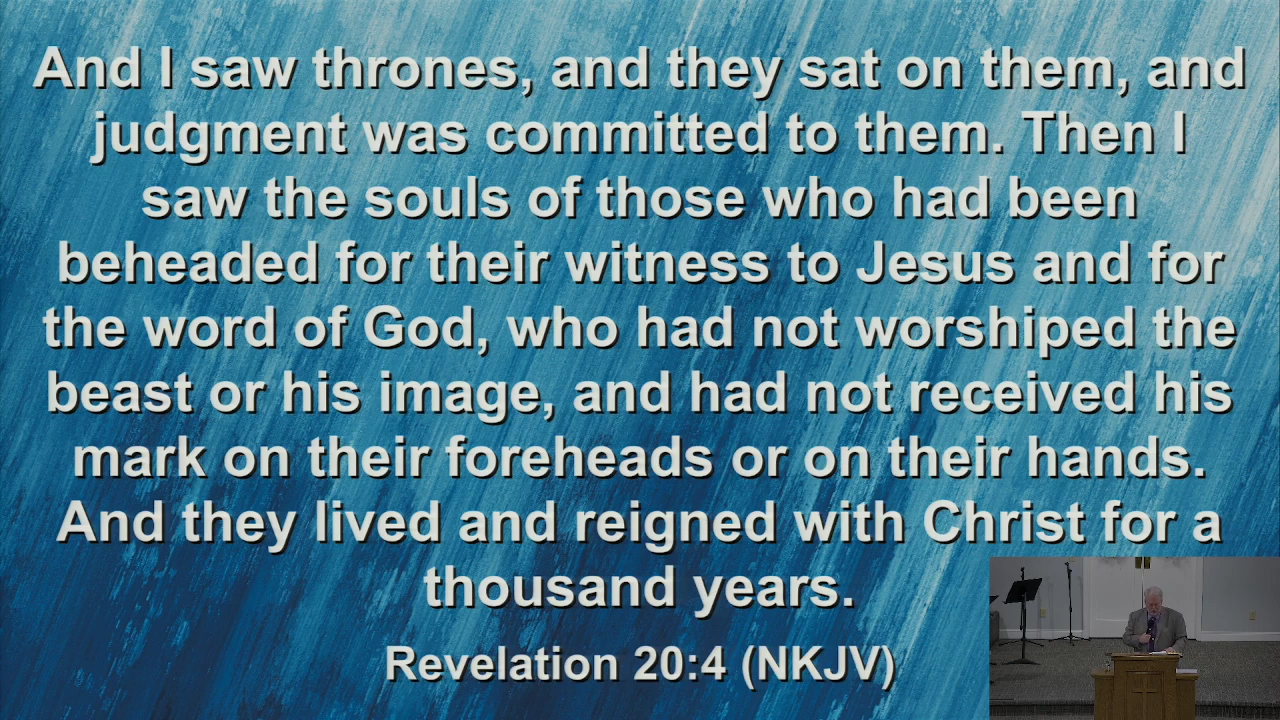 And I saw thrones, and they sat on them, and
judgment was committed to them. Then I
saw the souls of those who had been
beheaded for their witness to Jesus and for
the word of God, who had not worshiped the
beast or his image, and had not received his
mark on their foreheads or on their hands.
And they lived and reigned with Christ for a
thousand years.
Revelation 20:4 (NKJV)